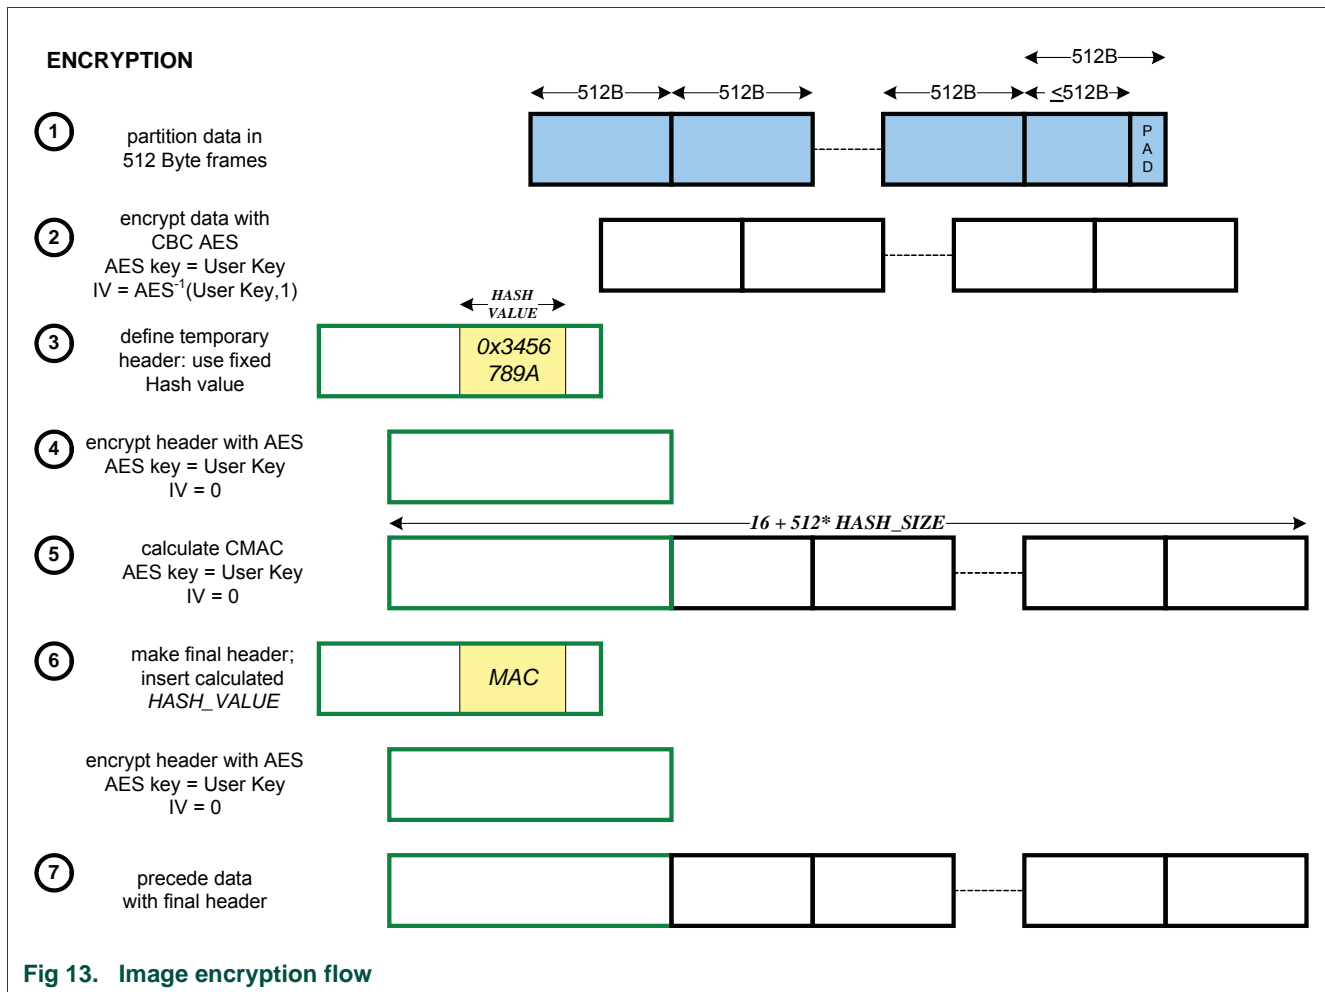 ENCRYPTION
512B
512B
512B
512B
≤512B
1
partition data in
512 Byte frames
P
A
D
2
encrypt data with
CBC AES
AES key = User Key
IV = AES⁻¹(User Key,1)
HASH
VALUE
3
define temporary
header: use fixed
Hash value
0x3456
789A
4
encrypt header with AES
AES key = User Key
IV = 0
16 + 512* HASH_SIZE
5
calculate CMAC
AES key = User Key
IV = 0
6
make final header;
insert calculated
HASH_VALUE
MAC
encrypt header with AES
AES key = User Key
IV = 0
7
precede data
with final header
Fig 13. Image encryption flow